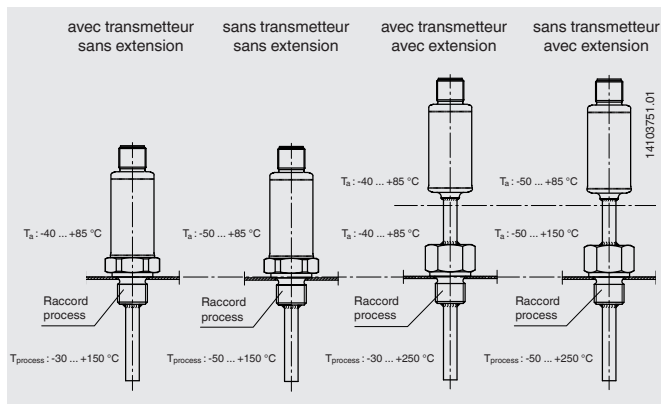 avec transmetteur
sans extension
sans transmetteur
sans extension
avec transmetteur
avec extension
sans transmetteur
avec extension
14103751.01
Ta : -40 ... +85 °C
Ta : -50 ... +85 °C
Ta : -40 ... +85 °C
Ta : -50 ... +85 °C
Ta : -40 ... +85 °C
Ta : -50 ... +150 °C
Raccord
process
Raccord
process
Raccord
process
Raccord
process
Tprocess : -30 ... +150 °C
Tprocess : -50 ... +150 °C
Tprocess : -30 ... +250 °C
Tprocess : -50 ... +250 °C